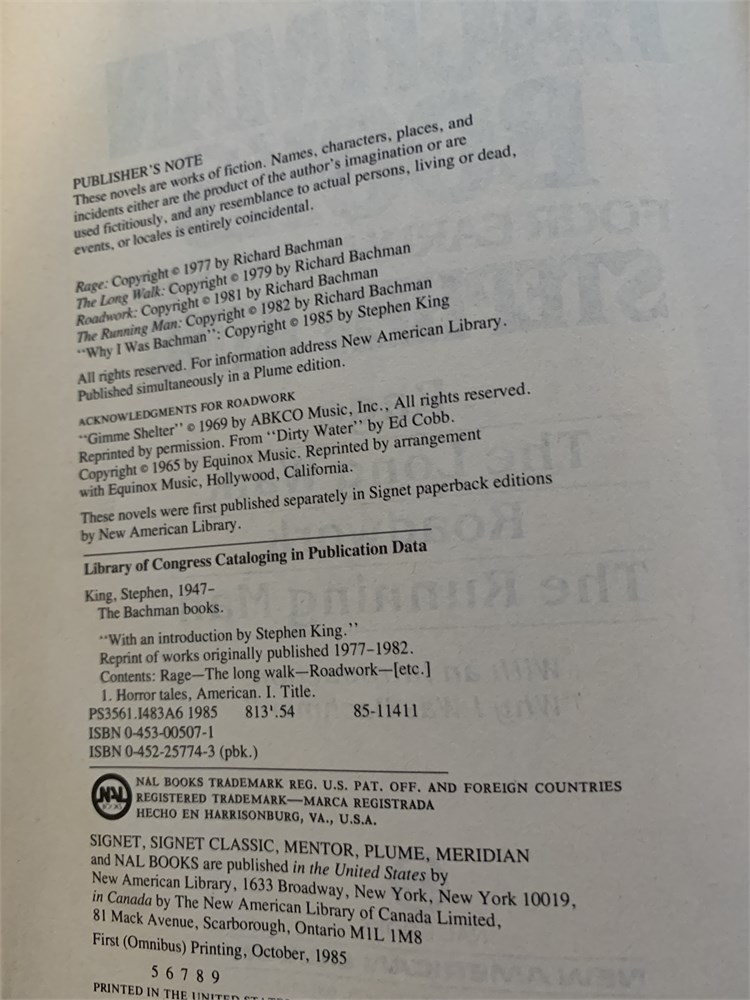 PUBLISHER'S NOTE
These novels are works of fiction. Names, characters, places, and
incidents either are the product of the author's imagination or are
used fictitiously, and any resemblance to actual persons, living or dead,
events, or locales is entirely coincidental.
Rage: Copyright © 1977 by Richard Bachman
The Long Walk: Copyright © 1979 by Richard Bachman
Roadwork: Copyright © 1981 by Richard Bachman
The Running Man: Copyright © 1982 by Richard Bachman
"Why I Was Bachman": Copyright © 1985 by Stephen King
All rights reserved. For information address New American Library.
Published simultaneously in a Plume edition.
ACKNOWLEDGMENTS FOR ROADWORK
"Gimme Shelter" © 1969 by ABKCO Music, Inc., All rights reserved.
Reprinted by permission. From "Dirty Water" by Ed Cobb.
Copyright © 1965 by Equinox Music. Reprinted by arrangement
with Equinox Music, Hollywood, California.
These novels were first published separately in Signet paperback editions
by New American Library.
Library of Congress Cataloging in Publication Data
King, Stephen, 1947–
The Bachman books.
"With an introduction by Stephen King."
Reprint of works originally published 1977–1982.
Contents: Rage—The long walk—Roadwork—[etc.]
1. Horror tales, American. I. Title.
PS3561.I483A6 1985 813'.54 85-11411
ISBN 0-453-00507-1
ISBN 0-452-25774-3 (pbk.)
NAL BOOKS TRADEMARK REG. U.S. PAT. OFF. AND FOREIGN COUNTRIES
REGISTERED TRADEMARK—MARCA REGISTRADA
HECHO EN HARRISONBURG, VA., U.S.A.
NAL
SIGNET, SIGNET CLASSIC, MENTOR, PLUME, MERIDIAN
and NAL BOOKS are published in the United States by
New American Library, 1633 Broadway, New York, New York 10019,
in Canada by The New American Library of Canada Limited,
81 Mack Avenue, Scarborough, Ontario M1L 1M8
First (Omnibus) Printing, October, 1985
5 6 7 8 9
PRINTED IN THE UNITED